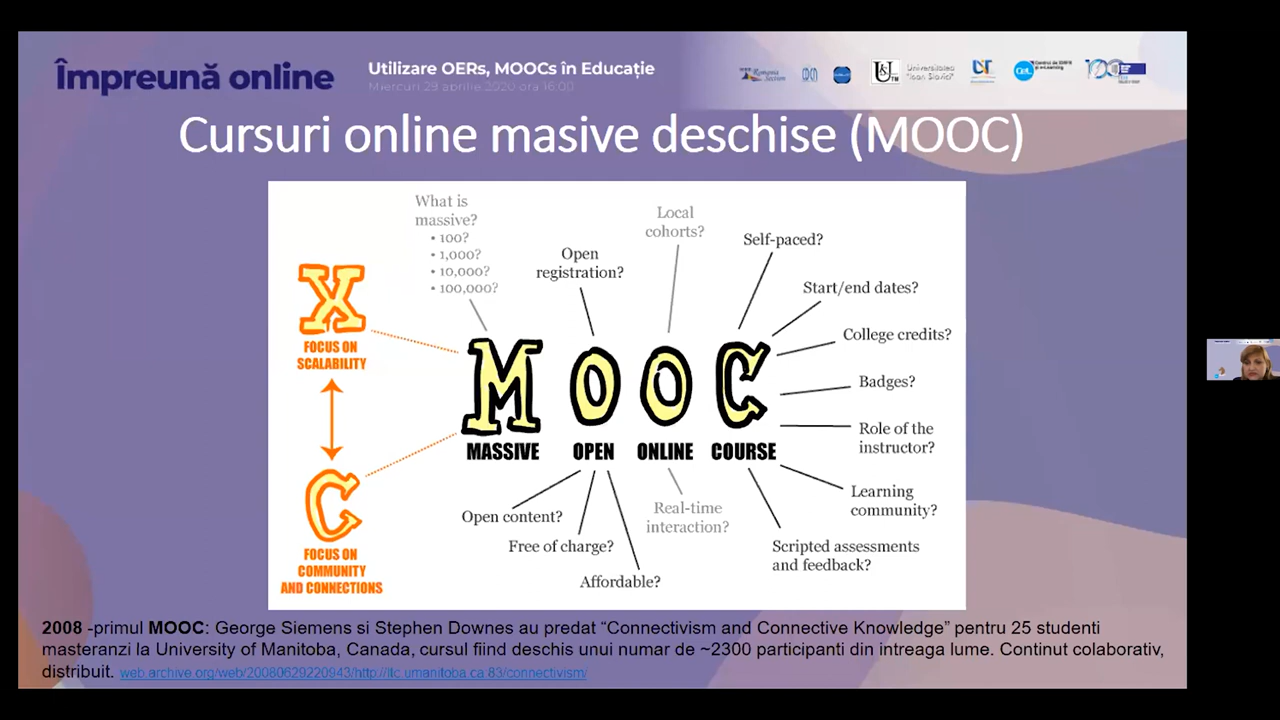 Împreună online
Utilizare OERs, MOOCs în Educație
Miercuri 29 aprilie 2020 ora 16:00
Universitatea
"Ioan Slavici"
Cursuri online masive deschise (MOOC)
What is
massive?
• 100?
• 1,000?
• 10,000?
• 100,000?
Open
registration?
Local
cohorts?
Self-paced?
Start/end dates?
College credits?
Badges?
Role of the
instructor?
Learning
community?
Scripted assessments
and feedback?
X
FOCUS ON
SCALABILITY
C
FOCUS ON
COMMUNITY
AND CONNECTIONS
MOOC
MASSIVE OPEN ONLINE COURSE
Open content?
Free of charge?
Affordable?
Real-time
interaction?
2008 -primul MOOC: George Siemens si Stephen Downes au predat “Connectivism and Connective Knowledge” pentru 25 studenti
masteranzi la University of Manitoba, Canada, cursul fiind deschis unui numar de ~2300 participanti din intreaga lume. Continut colaborativ,
distribuit. web.archive.org/web/20080629220943/http://ltc.umanitoba.ca:83/connectivism/